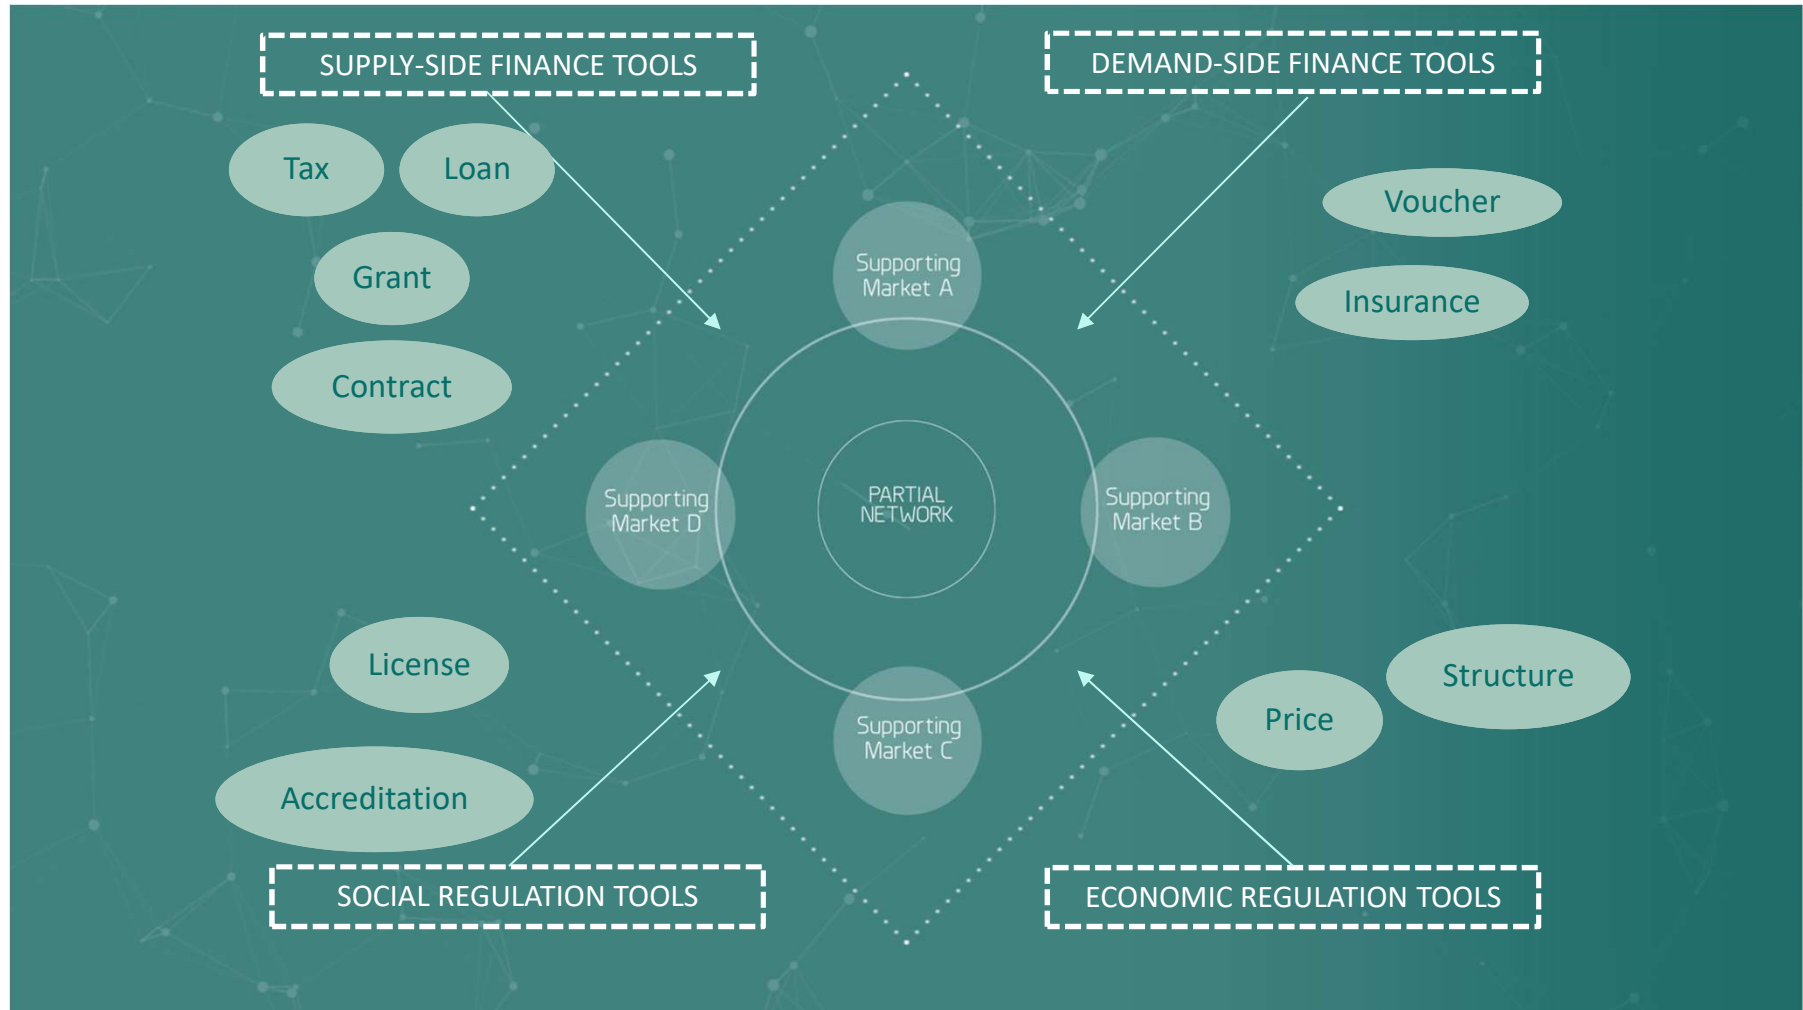 SUPPLY-SIDE FINANCE TOOLS
DEMAND-SIDE FINANCE TOOLS
Tax
Loan
Grant
Contract
Voucher
Insurance
Supporting
Market A
Supporting
Market D
PARTIAL
NETWORK
Supporting
Market B
Supporting
Market C
License
Accreditation
Structure
Price
SOCIAL REGULATION TOOLS
ECONOMIC REGULATION TOOLS